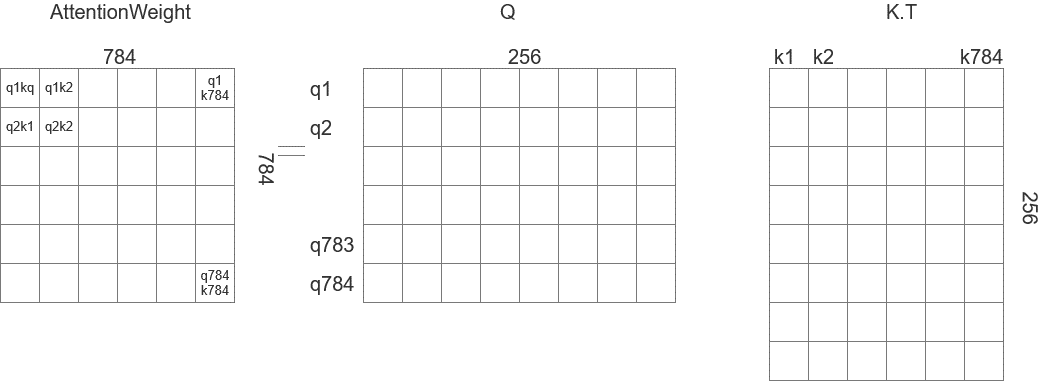 AttentionWeight
Q
K.T
784
256
k1 k2 k784
q1kq q1k2 q1
k784
q1
q2k1 q2k2
q2
784
256
q783
q784
k784
q784